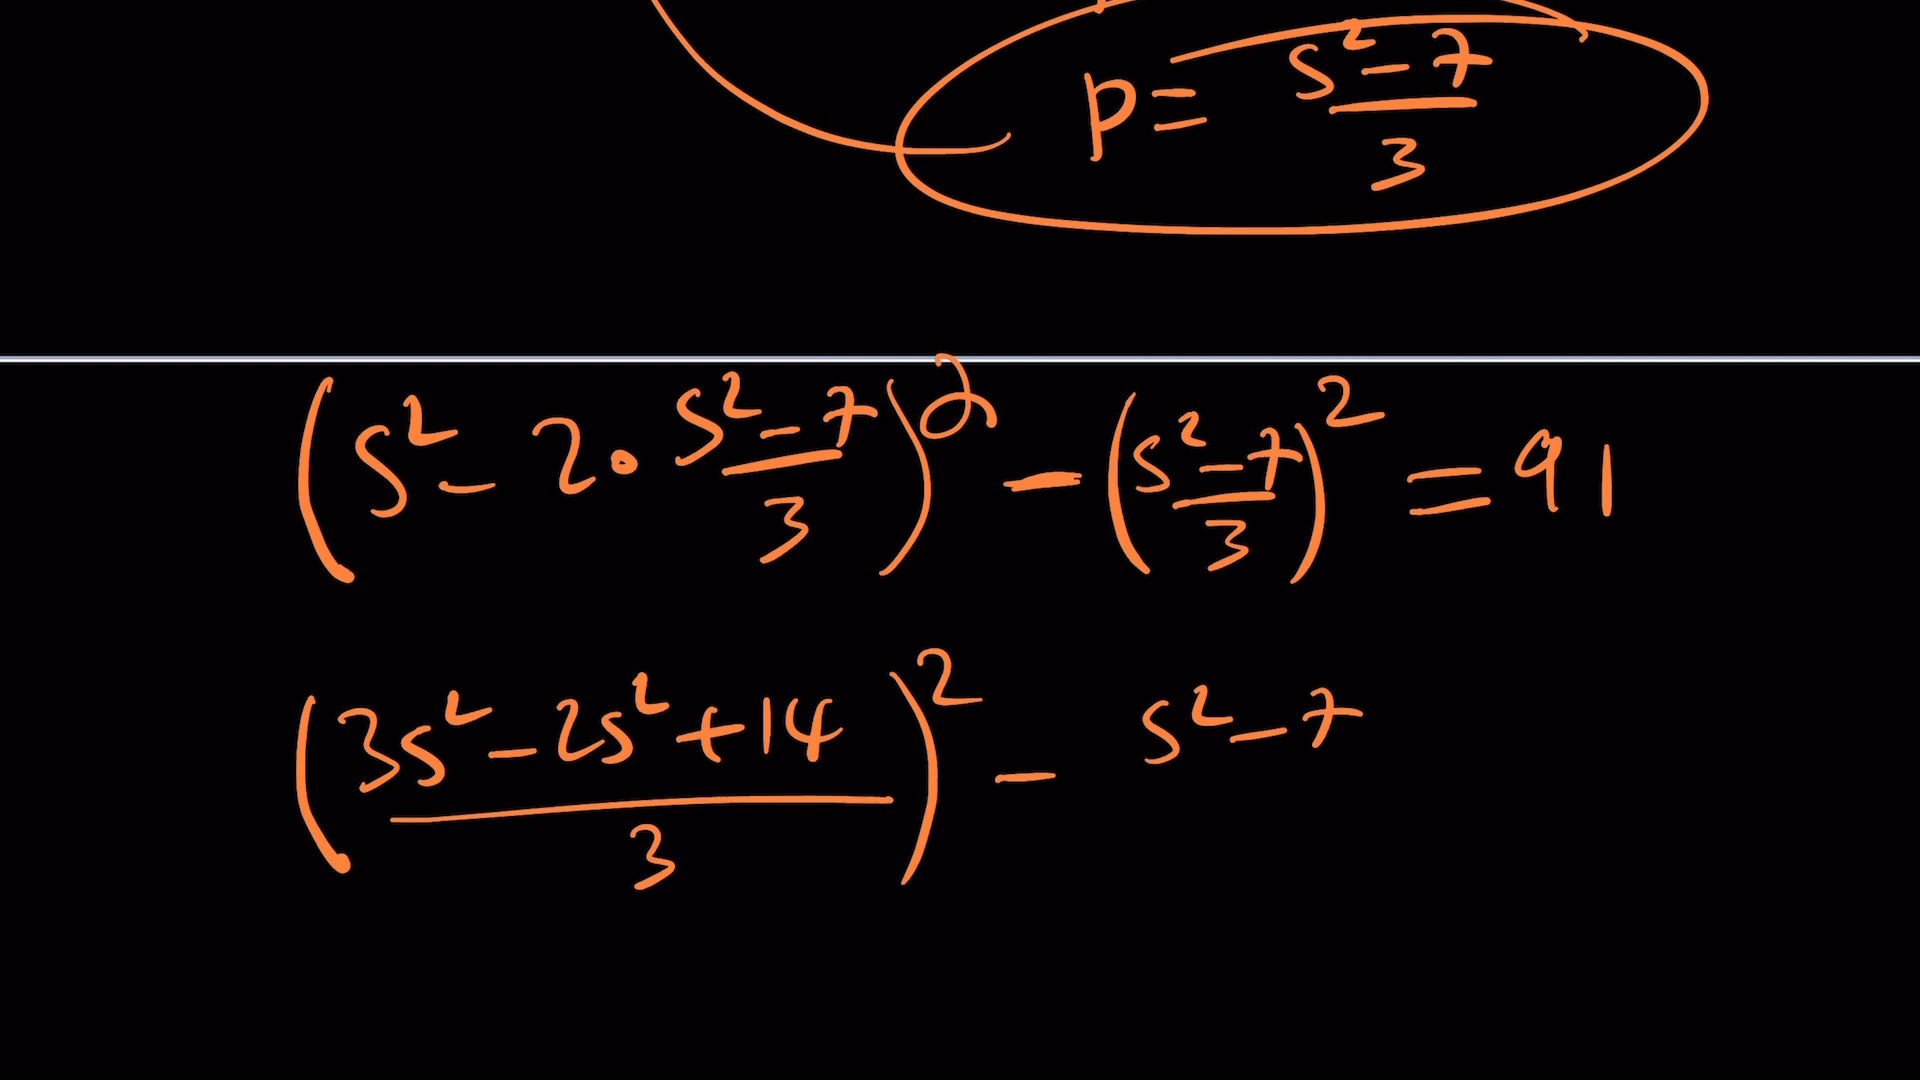 p = (s² - 7)/3
(s² - 2 · (s² - 7)/3)² - ((s² - 7)/3)² = 91
((3s² - 2s² + 14)/3)² - s² - 7